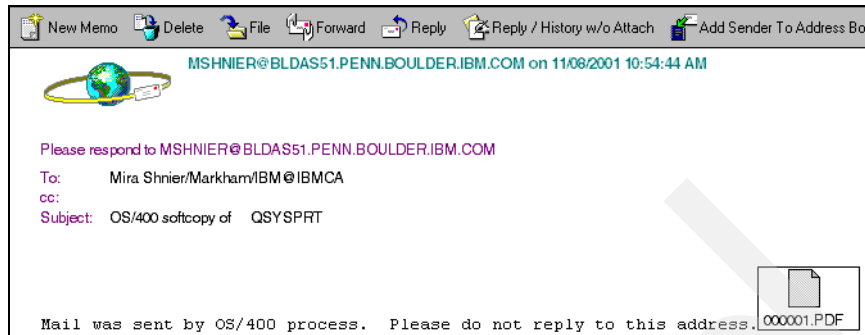 New Memo Delete File Forward Reply Reply / History w/o Attach Add Sender To Address Bo
MSHNIER@BLDAS51.PENN.BOULDER.IBM.COM on 11/08/2001 10:54:44 AM
Please respond to MSHNIER@BLDAS51.PENN.BOULDER.IBM.COM
To: Mira Shnier/Markham/IBM@IBMCA
cc:
Subject: OS/400 softcopy of QSYSPRT
Mail was sent by OS/400 process. Please do not reply to this address. 000001.PDF